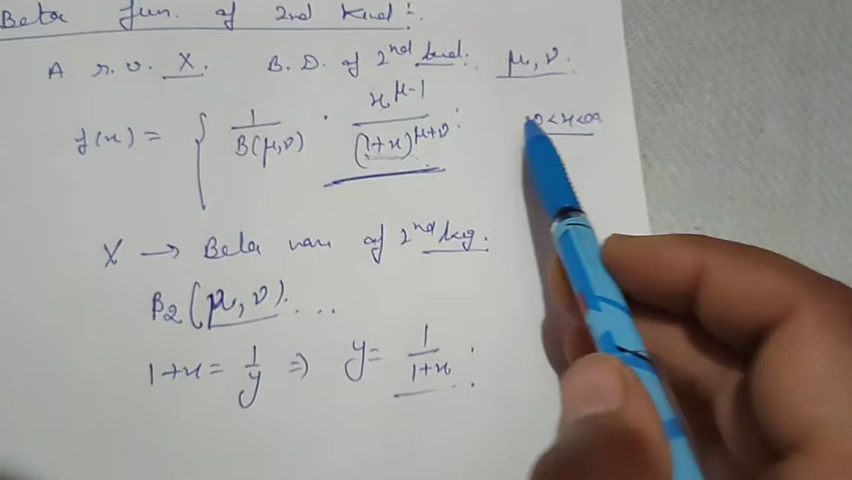 Beta fun. of 2nd Kind:-
A r.v. X. B.D. of 2nd kind. μ, ν.
f(x) = { 1/B(μ,ν) · x^(μ-1)/(1+x)^(μ+ν) ; 0<x<∞
X → Beta var of 2nd
β2(μ, ν). ...
1+x = 1/y ⇒ y = 1/1+x :